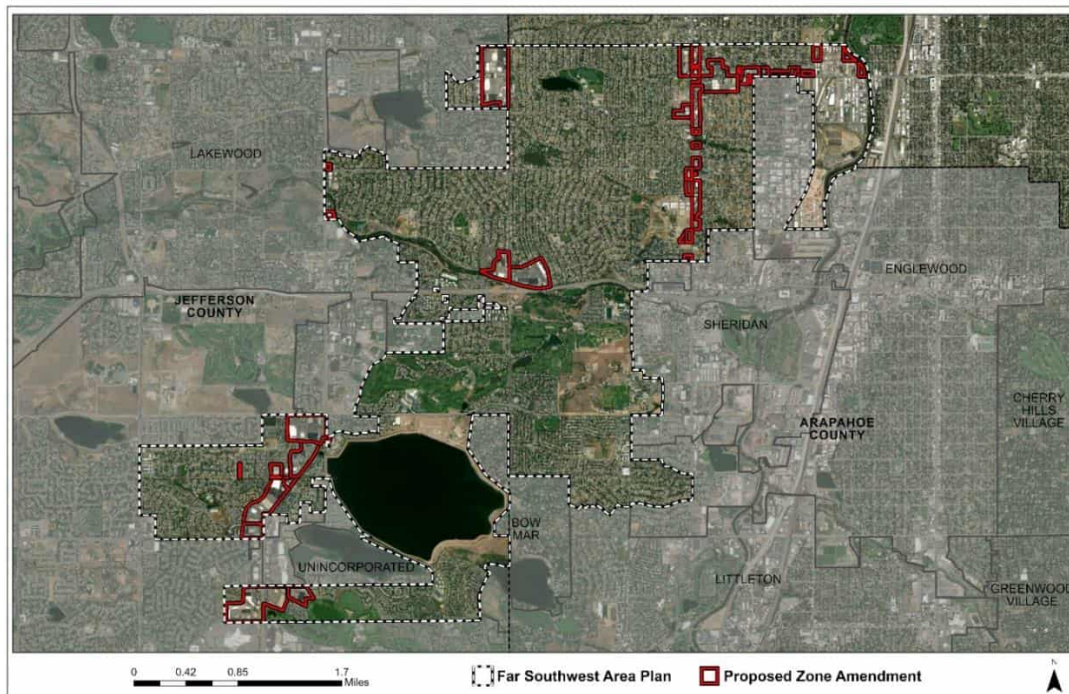 LAKEWOOD
ENGLEWOOD
JEFFERSON
COUNTY
SHERIDAN
CHERRY
HILLS
VILLAGE
ARAPAHOE
COUNTY
BOW
MAR
UNINCORPORATED
LITTLETON
GREENWOOD
VILLAGE
0 0.42 0.85 1.7
Miles
Far Southwest Area Plan
Proposed Zone Amendment
N